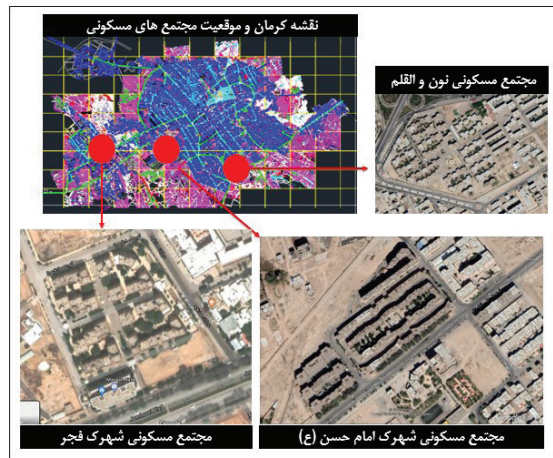 نقشه کرمان و موقعیت مجتمع های مسکونی
مجتمع مسکونی نون و القلم
مجتمع مسکونی شهرک فجر
مجتمع مسکونی شهرک امام حسن (ع)